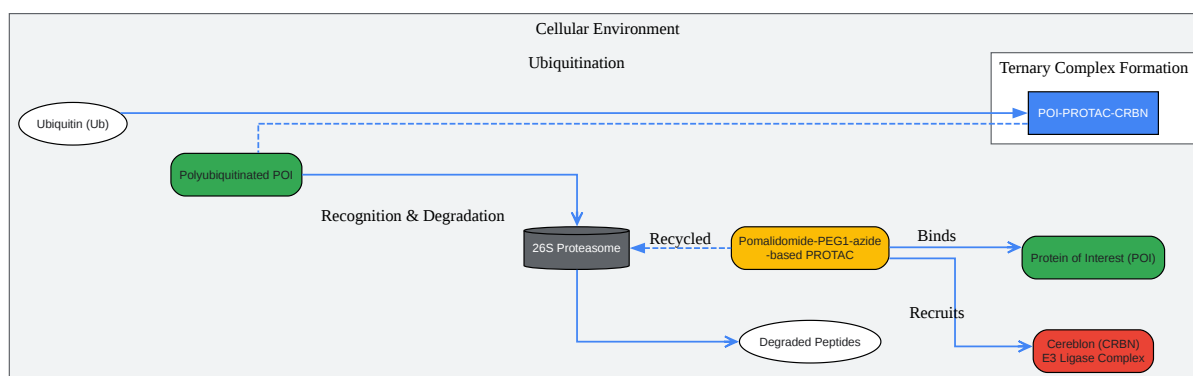 Cellular Environment
Ubiquitination
Ternary Complex Formation
Ubiquitin (Ub)
POI-PROTAC-CRBN
Polyubiquitinated POI
Recognition & Degradation
26S Proteasome
Recycled
Pomalidomide-PEG1-azide
-based PROTAC
Binds
Protein of Interest (POI)
Recruits
Degraded Peptides
Cereblon (CRBN)
E3 Ligase Complex